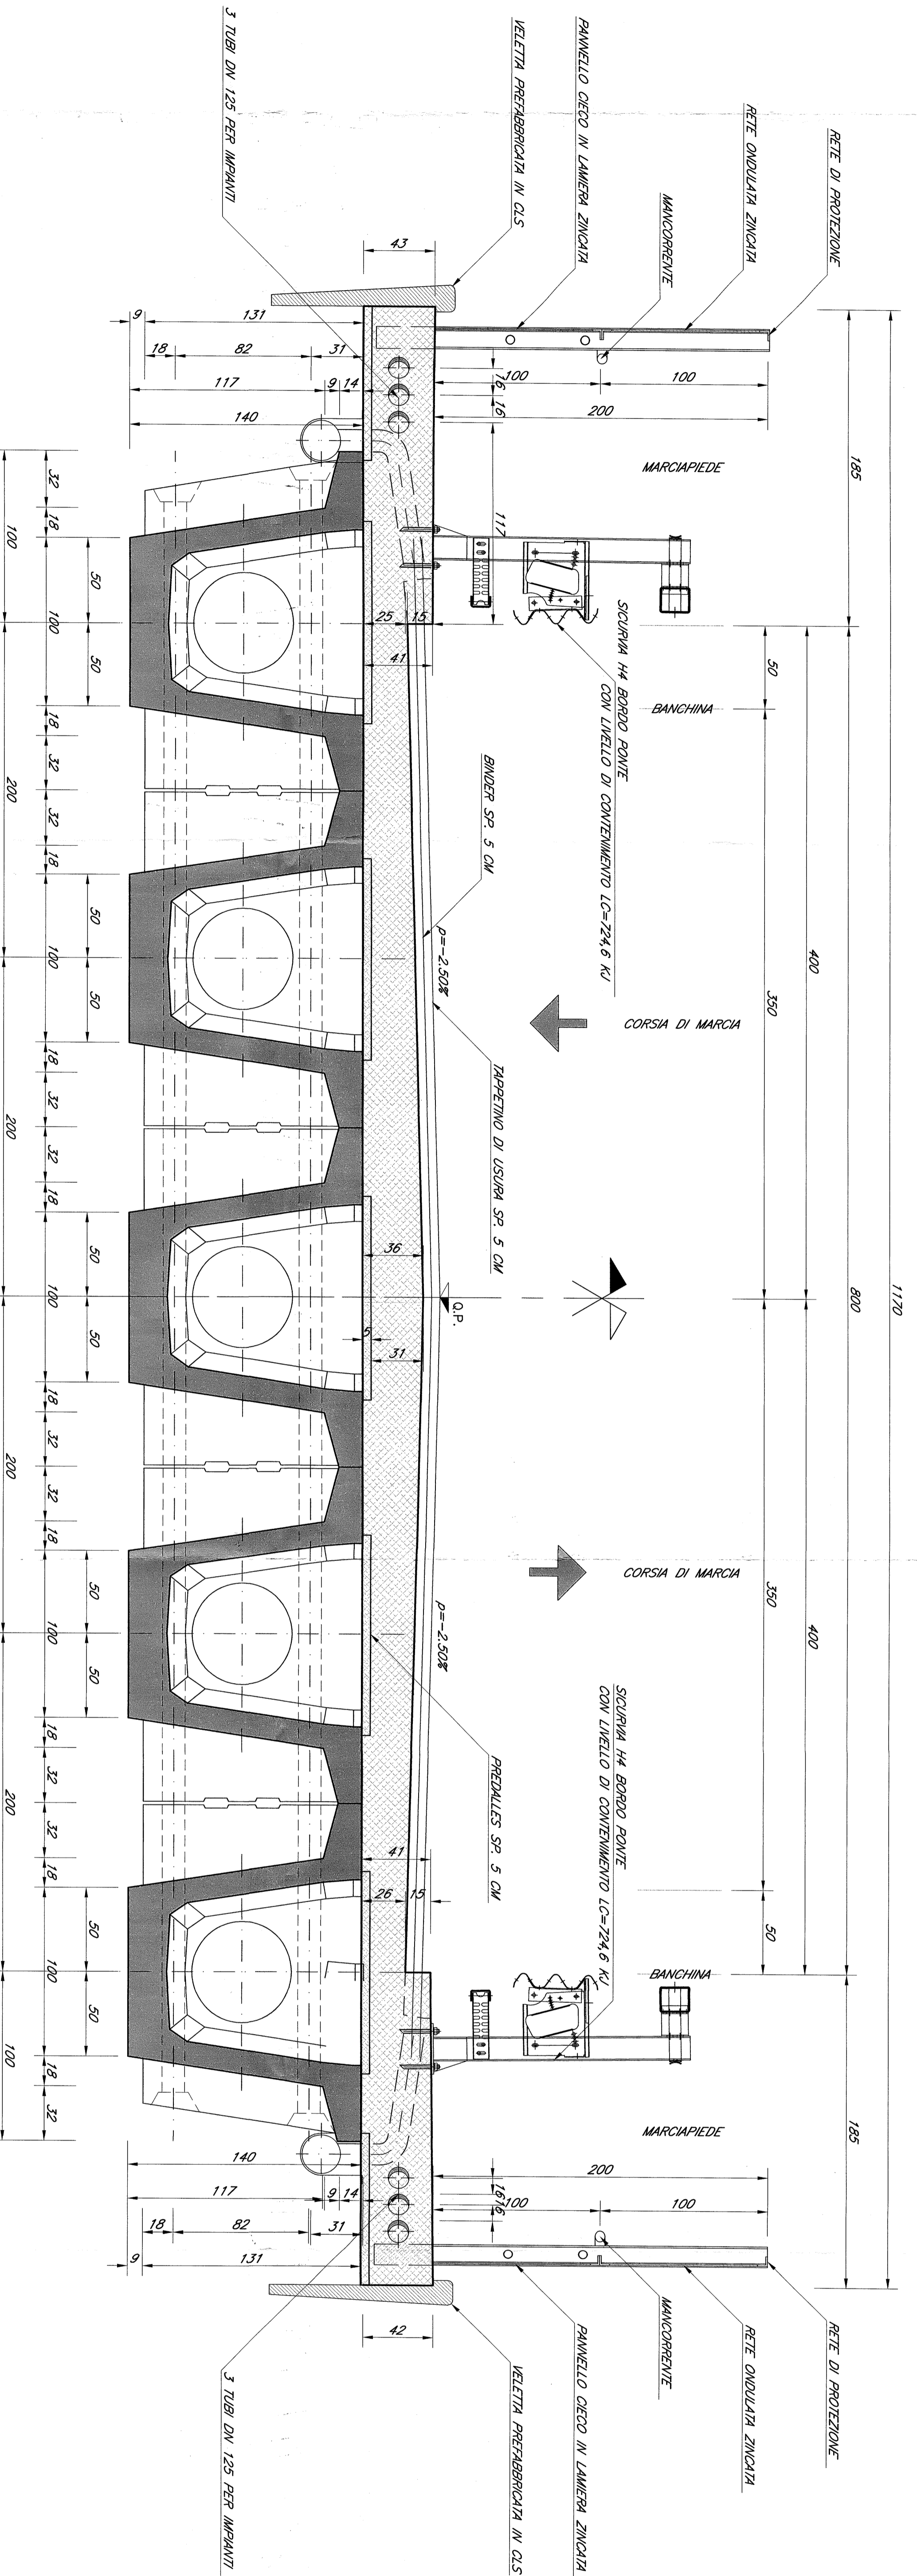 1170
185 800 185
400 400
50 350 350 50
RETE DI PROTEZIONE
RETE ONDULATA ZINCATA
MANCORRENTE
PANNELLO CIECO IN LAMIERA ZINCATA
VELETTA PREFABBRICATA IN CLS
3 TUBI DN 125 PER IMPIANTI
MARCIAPIEDE
BANCHINA
CORSIA DI MARCIA
CORSIA DI MARCIA
BANCHINA
MARCIAPIEDE
100
100
200
SICURVIA H4 BORDO PONTE
CON LIVELLO DI CONTENIMENTO LC=724,6 KJ
SICURVIA H4 BORDO PONTE
CON LIVELLO DI CONTENIMENTO LC=724,6 KJ
200
100
100
RETE DI PROTEZIONE
RETE ONDULATA ZINCATA
MANCORRENTE
PANNELLO CIECO IN LAMIERA ZINCATA
VELETTA PREFABBRICATA IN CLS
3 TUBI DN 125 PER IMPIANTI
16 16 117
16 16
BINDER SP. 5 CM
TAPPETINO DI USURA SP. 5 CM
PREDALLES SP. 5 CM
p=-2.50%
Q.P.
p=-2.50%
43
15
25
41
36
5
31
41
15
26
42
131
9
31
82
18
14
9
117
140
140
14
9
117
31
82
18
131
9
50 50 50 50 50 50 50 50 50 50
32 18 100 18 32 32 18 100 18 32 32 18 100 18 32 32 18 100 18 32 32 18 100 18 32
100 200 200 200 200 100